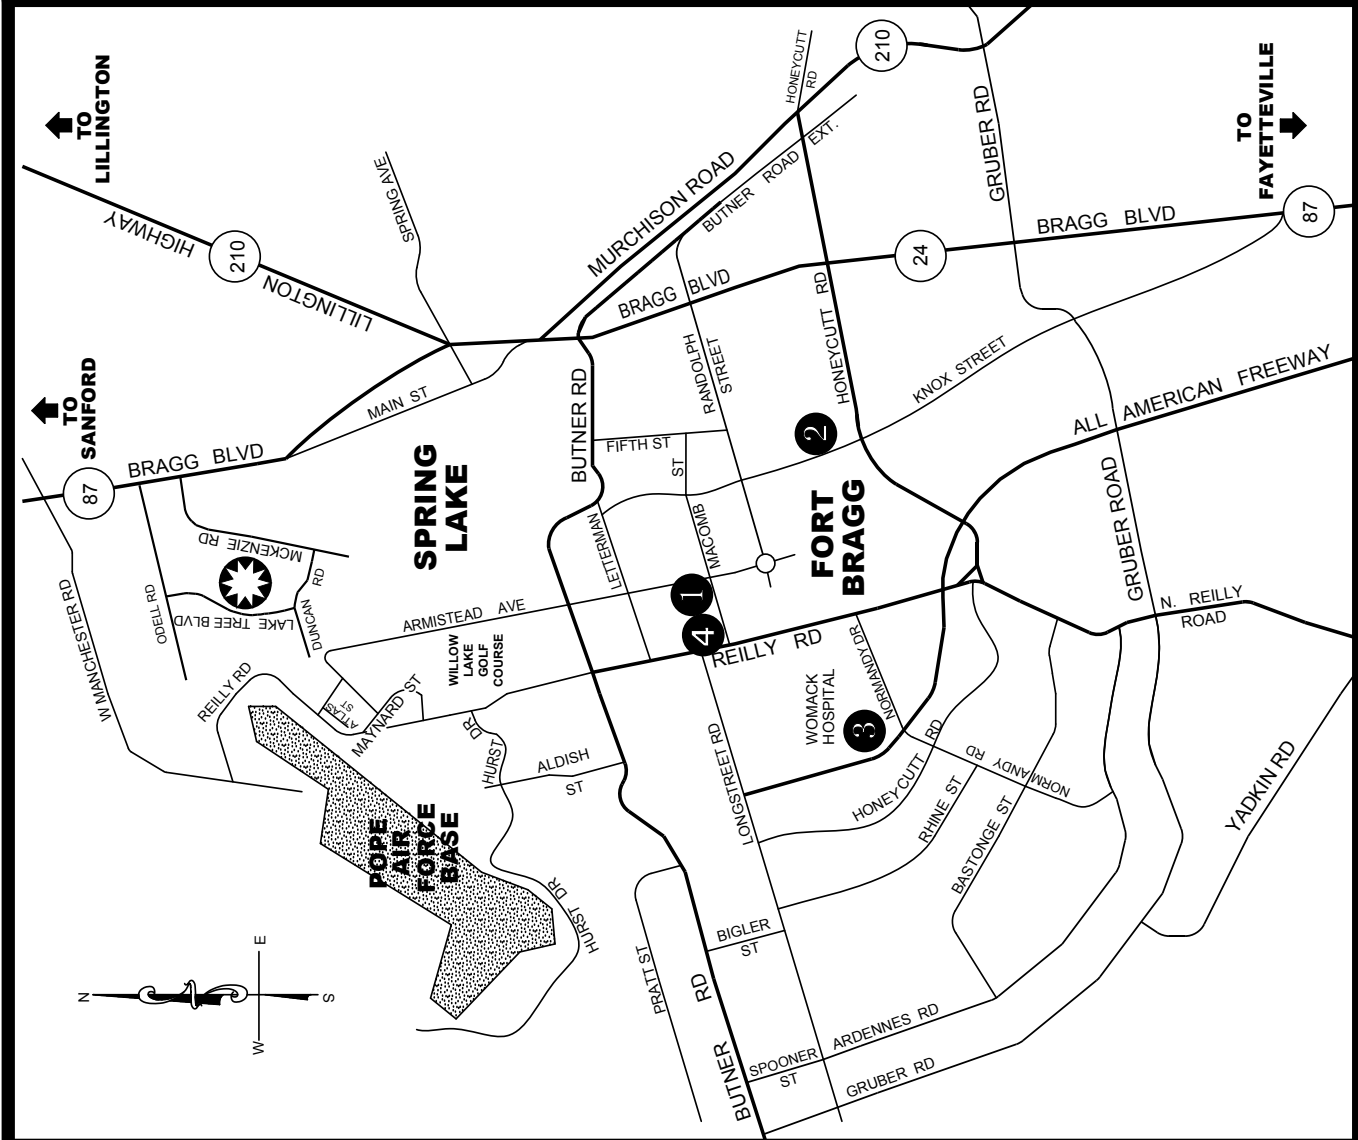 TO
LILLINGTON
TO
SANFORD
TO
FAYETTEVILLE
HIGHWAY
210
LILLINGTON
SPRING AVE
MURCHISON ROAD
HONEYCUTT
RD
210
BUTNER ROAD EXT.
GRUBER RD
BRAGG BLVD
87
24
BRAGG BLVD
HONEYCUTT RD
RANDOLPH
STREET
KNOX STREET
ALL AMERICAN FREEWAY
87
BRAGG BLVD
MAIN ST
BUTNER RD
FIFTH ST
ST
MACOMB
LETTERMAN
SPRING
LAKE
FORT
BRAGG
2
1
4
3
GRUBER ROAD
N. REILLY
ROAD
W MANCHESTER RD
ODELL RD
MCKENZIE RD
LAKE TREE BLVD
DUNCAN RD
ARMISTEAD AVE
WILLOW
LAKE
GOLF
COURSE
REILLY RD
REILLY RD
ATLAS
ST
MAYNARD ST
HURST DR
ALDISH
ST
LONGSTREET RD
WOMACK
HOSPITAL
NORMANDY DR
HONEYCUTT RD
NORMANDY RD
RHINE ST
BASTONGE ST
YADKIN RD
POPE
AIR
FORCE
BASE
HURST DR
PRATT ST
BIGLER
ST
BUTNER RD
SPOONER
ST
ARDENNES RD
GRUBER RD
N
E
S
W